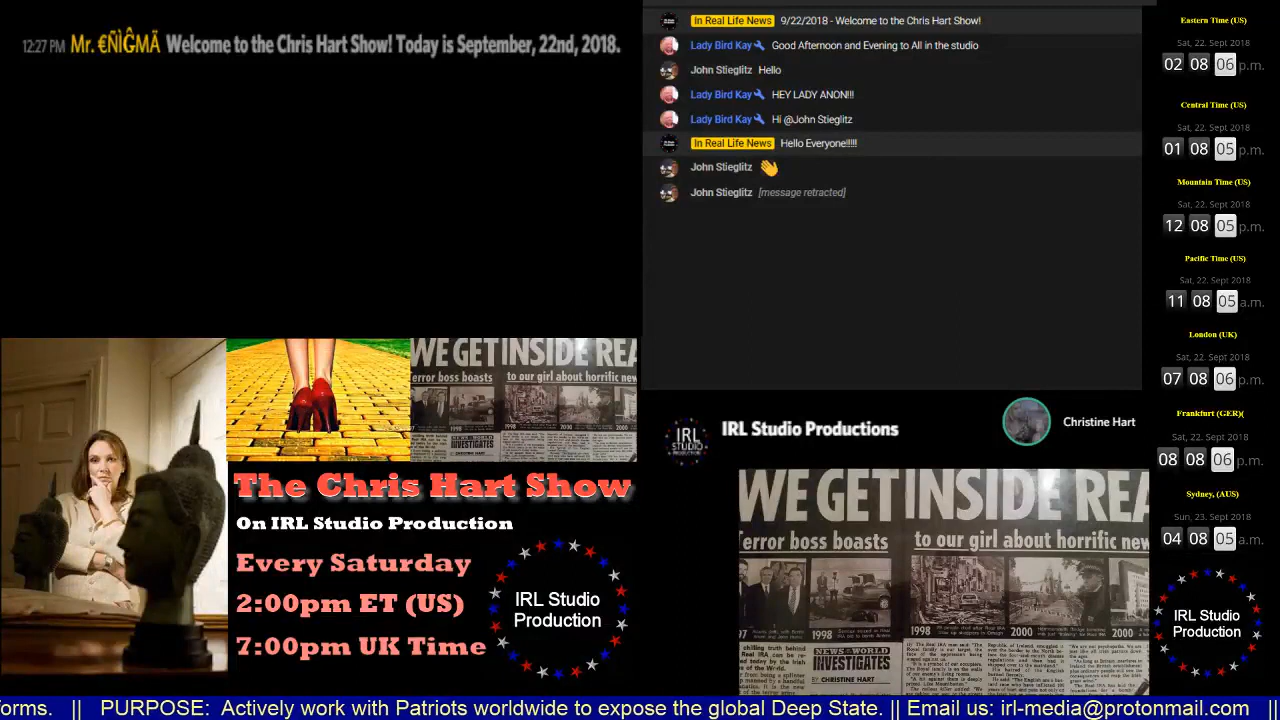 12:27 PM Mr. €ÑÌĜMÄ Welcome to the Chris Hart Show! Today is September, 22nd, 2018.
In Real Life News 9/22/2018 - Welcome to the Chris Hart Show!
Lady Bird Kay Good Afternoon and Evening to All in the studio
John Stieglitz Hello
Lady Bird Kay HEY LADY ANON!!!
Lady Bird Kay Hi @John Stieglitz
In Real Life News Hello Everyone!!!!!
John Stieglitz 👋
John Stieglitz [message retracted]
Eastern Time (US)
Sat, 22. Sept 2018
02 08 06 p.m.
Central Time (US)
Sat, 22. Sept 2018
01 08 05 p.m.
Mountain Time (US)
Sat, 22. Sept 2018
12 08 05 p.m.
Pacific Time (US)
Sat, 22. Sept 2018
11 08 05 a.m.
London (UK)
Sat, 22. Sept 2018
07 08 06 p.m.
Frankfurt (GER)(
Sat, 22. Sept 2018
08 08 06 p.m.
Sydney, (AUS)
Sun, 23. Sept 2018
04 08 05 a.m.
IRL Studio
Production
WE GET INSIDE REA
error boss boasts
to our girl about horrific new
The Chris Hart Show
On IRL Studio Production
Every Saturday
2:00pm ET (US)
7:00pm UK Time
IRL Studio
Production
IRL
STUDIO
PRODUCTION
IRL Studio Productions
Christine Hart
WE GET INSIDE REA
Terror boss boasts
to our girl about horrific new
1998
1998
2000
2000
NEWS OF THE WORLD
INVESTIGATES
CHRISTINE HART
forms. || PURPOSE: Actively work with Patriots worldwide to expose the global Deep State. || Email us: irl-media@protonmail.com ||